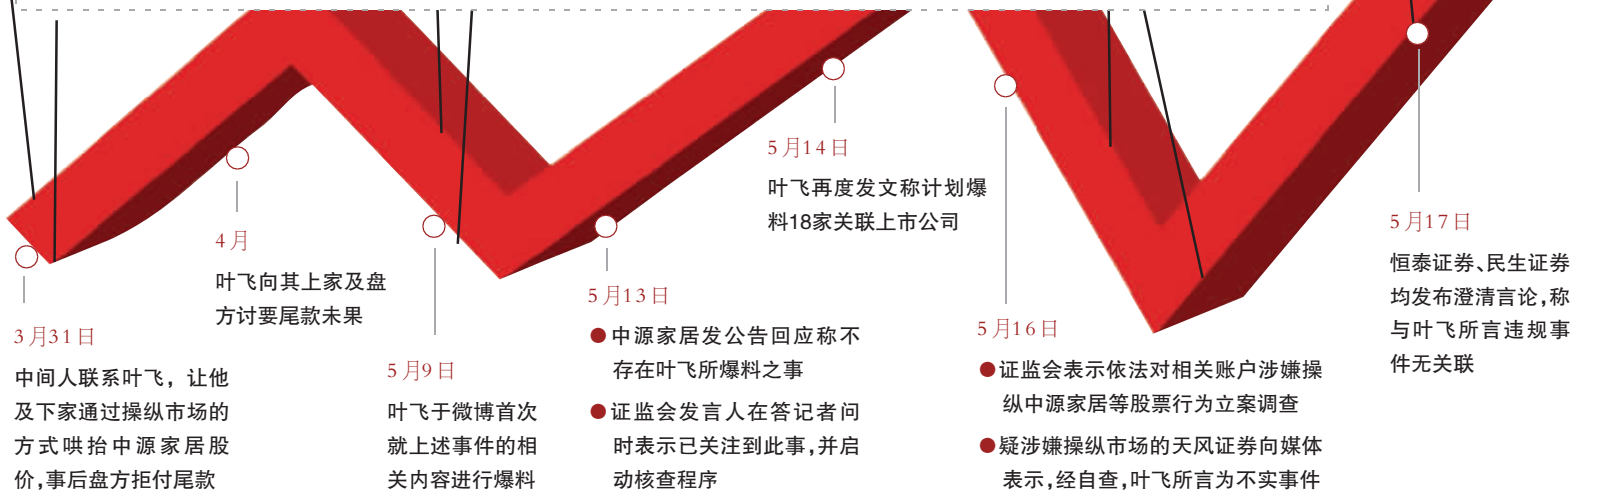 3月31日
中间人联系叶飞，让他
及下家通过操纵市场的
方式哄抬中源家居股
价,事后盘方拒付尾款
4月
叶飞向其上家及盘
方讨要尾款未果
5月9日
叶飞于微博首次
就上述事件的相
关内容进行爆料
5月13日
●中源家居发公告回应称不
存在叶飞所爆料之事
●证监会发言人在答记者问
时表示已关注到此事,并启
动核查程序
5月14日
叶飞再度发文称计划爆
料18家关联上市公司
5月16日
●证监会表示依法对相关账户涉嫌操
纵中源家居等股票行为立案调查
●疑涉嫌操纵市场的天风证券向媒体
表示,经自查,叶飞所言为不实事件
5月17日
恒泰证券、民生证券
均发布澄清言论,称
与叶飞所言违规事
件无关联